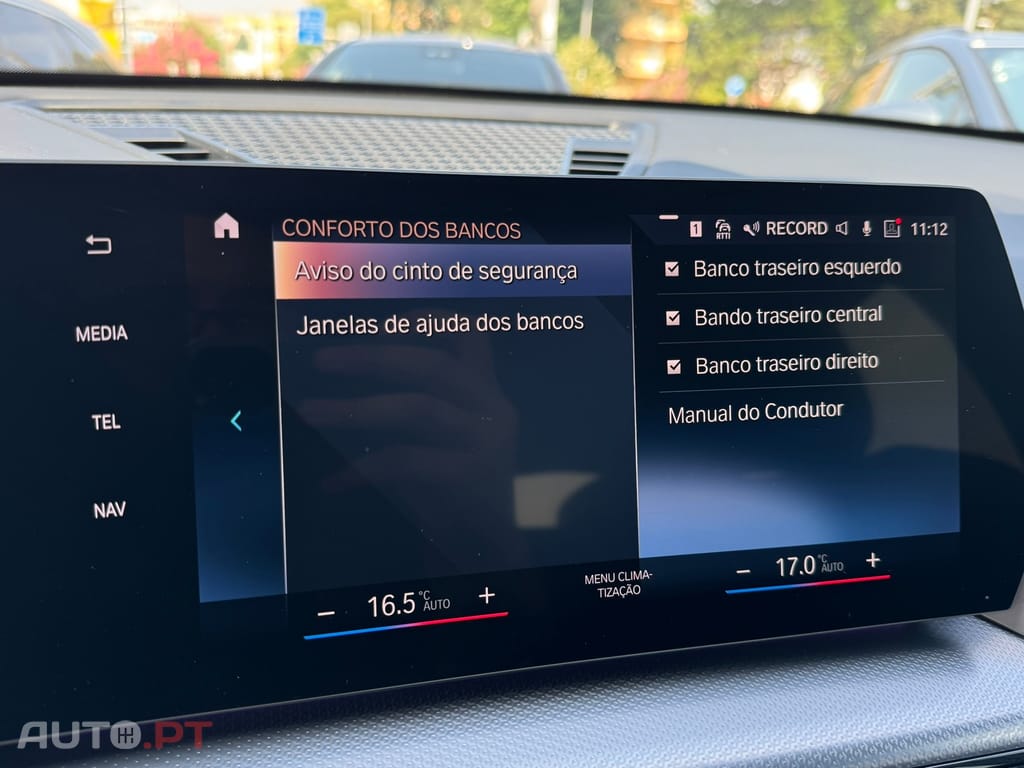 CONFORTO DOS BANCOS
1 RTTI RECORD 11:12
MEDIA
TEL
NAV
Aviso do cinto de segurança
Janelas de ajuda dos bancos
Banco traseiro esquerdo
Bando traseiro central
Banco traseiro direito
Manual do Condutor
− 16.5 °C AUTO +
MENU CLIMA-
TIZAÇÃO
− 17.0 °C AUTO +
AUTO.PT